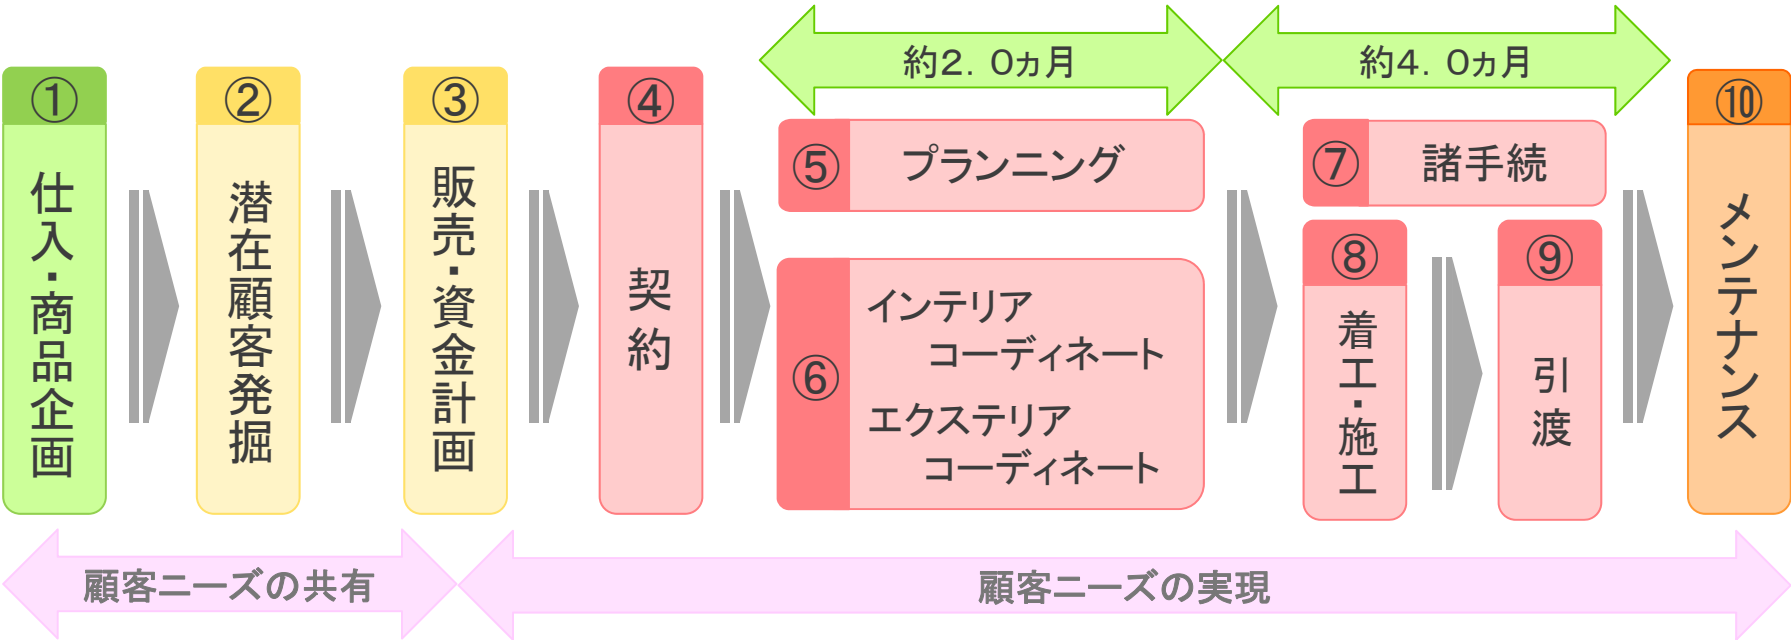 約2．0ヵ月
約4．0ヵ月
①
仕入・商品企画
②
潜在顧客発掘
③
販売・資金計画
④
契約
⑤
プランニング
⑥
インテリア
コーディネート
エクステリア
コーディネート
⑦
諸手続
⑧
着工・施工
⑨
引渡
⑩
メンテナンス
顧客ニーズの共有
顧客ニーズの実現